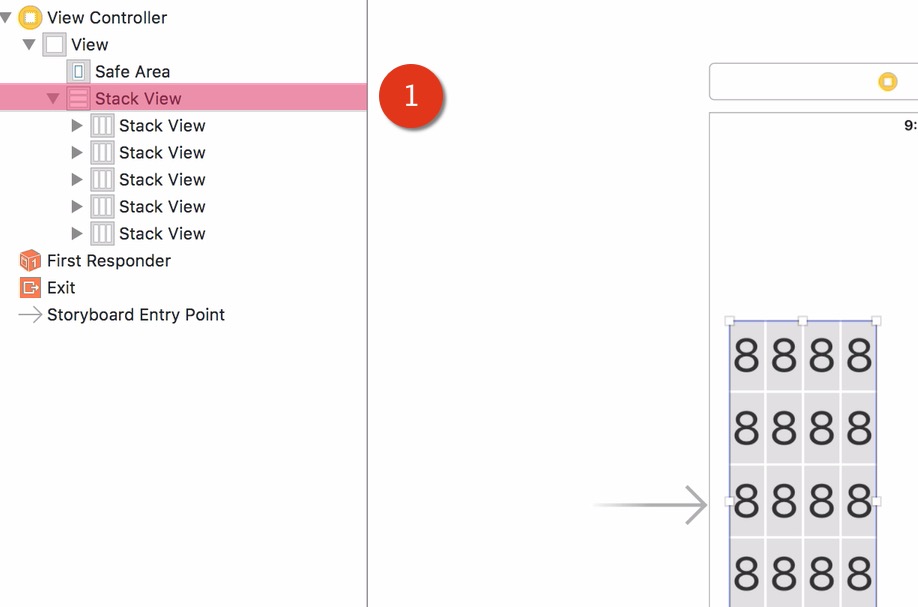 View Controller
View
Safe Area
Stack View
1
Stack View
Stack View
Stack View
Stack View
Stack View
First Responder
Exit
Storyboard Entry Point
9:
8 8 8 8
8 8 8 8
8 8 8 8
8 8 8 8